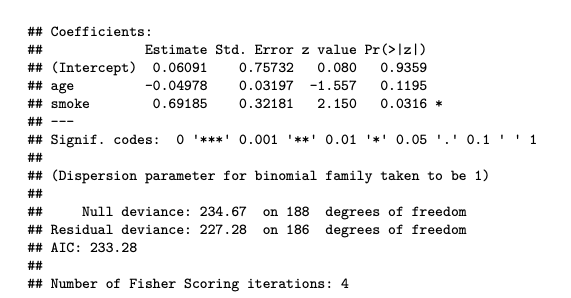 ## Coefficients:
##             Estimate Std. Error z value Pr(>|z|)
## (Intercept)  0.06091    0.75732   0.080   0.9359
## age         -0.04978    0.03197  -1.557   0.1195
## smoke        0.69185    0.32181   2.150   0.0316 *
## ---
## Signif. codes:  0 '***' 0.001 '**' 0.01 '*' 0.05 '.' 0.1 ' ' 1
##
## (Dispersion parameter for binomial family taken to be 1)
##
##     Null deviance: 234.67  on 188  degrees of freedom
## Residual deviance: 227.28  on 186  degrees of freedom
## AIC: 233.28
##
## Number of Fisher Scoring iterations: 4